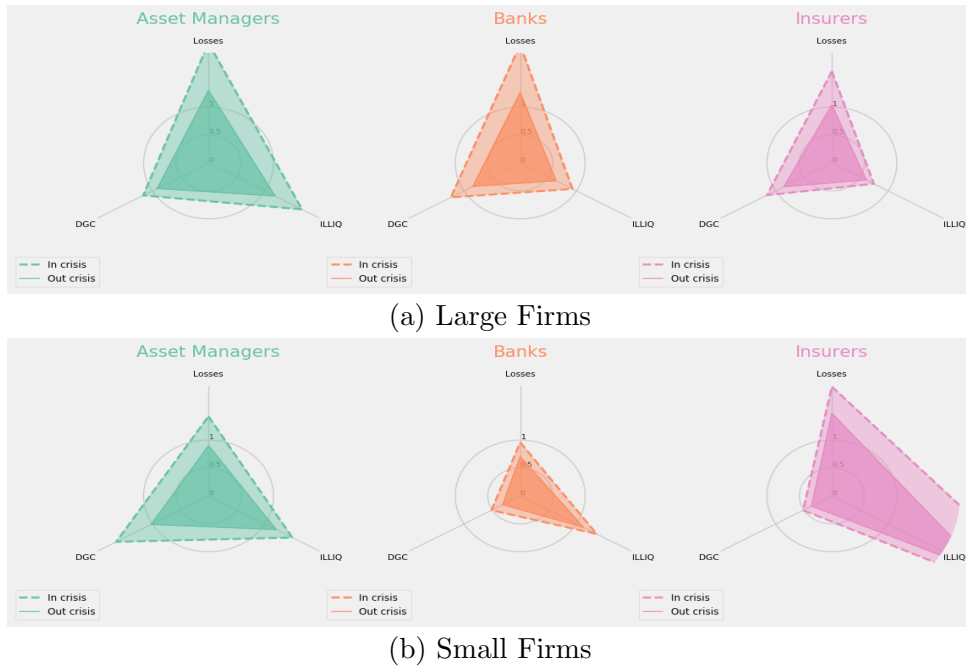 Asset Managers Banks Insurers
Losses Losses Losses
1 1 1
0.5 0.5 0.5
0 0 0
DGC ILLIQ DGC ILLIQ DGC ILLIQ
In crisis In crisis In crisis
Out crisis Out crisis Out crisis
(a) Large Firms
Asset Managers Banks Insurers
Losses Losses Losses
1 1 1
0.5 0.5 0.5
0 0 0
DGC ILLIQ DGC ILLIQ DGC ILLIQ
In crisis In crisis In crisis
Out crisis Out crisis Out crisis
(b) Small Firms